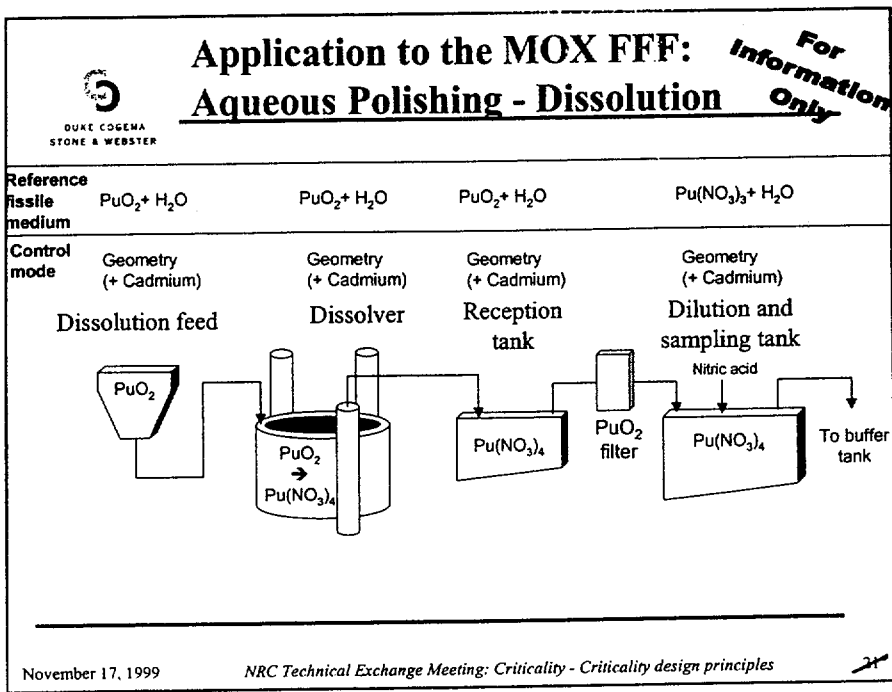 Application to the MOX FFF:
Aqueous Polishing - Dissolution
For
Information
Only
DUKE COGEMA
STONE & WEBSTER
Reference
fissile
medium
PuO₂+ H₂O
PuO₂+ H₂O
PuO₂+ H₂O
Pu(NO₃)₃+ H₂O
Control
mode
Geometry
(+ Cadmium)
Geometry
(+ Cadmium)
Geometry
(+ Cadmium)
Geometry
(+ Cadmium)
Dissolution feed
Dissolver
Reception
tank
Dilution and
sampling tank
Nitric acid
PuO₂
PuO₂
➔
Pu(NO₃)₄
Pu(NO₃)₄
PuO₂
filter
Pu(NO₃)₄
To buffer
tank
November 17, 1999
NRC Technical Exchange Meeting: Criticality - Criticality design principles
21